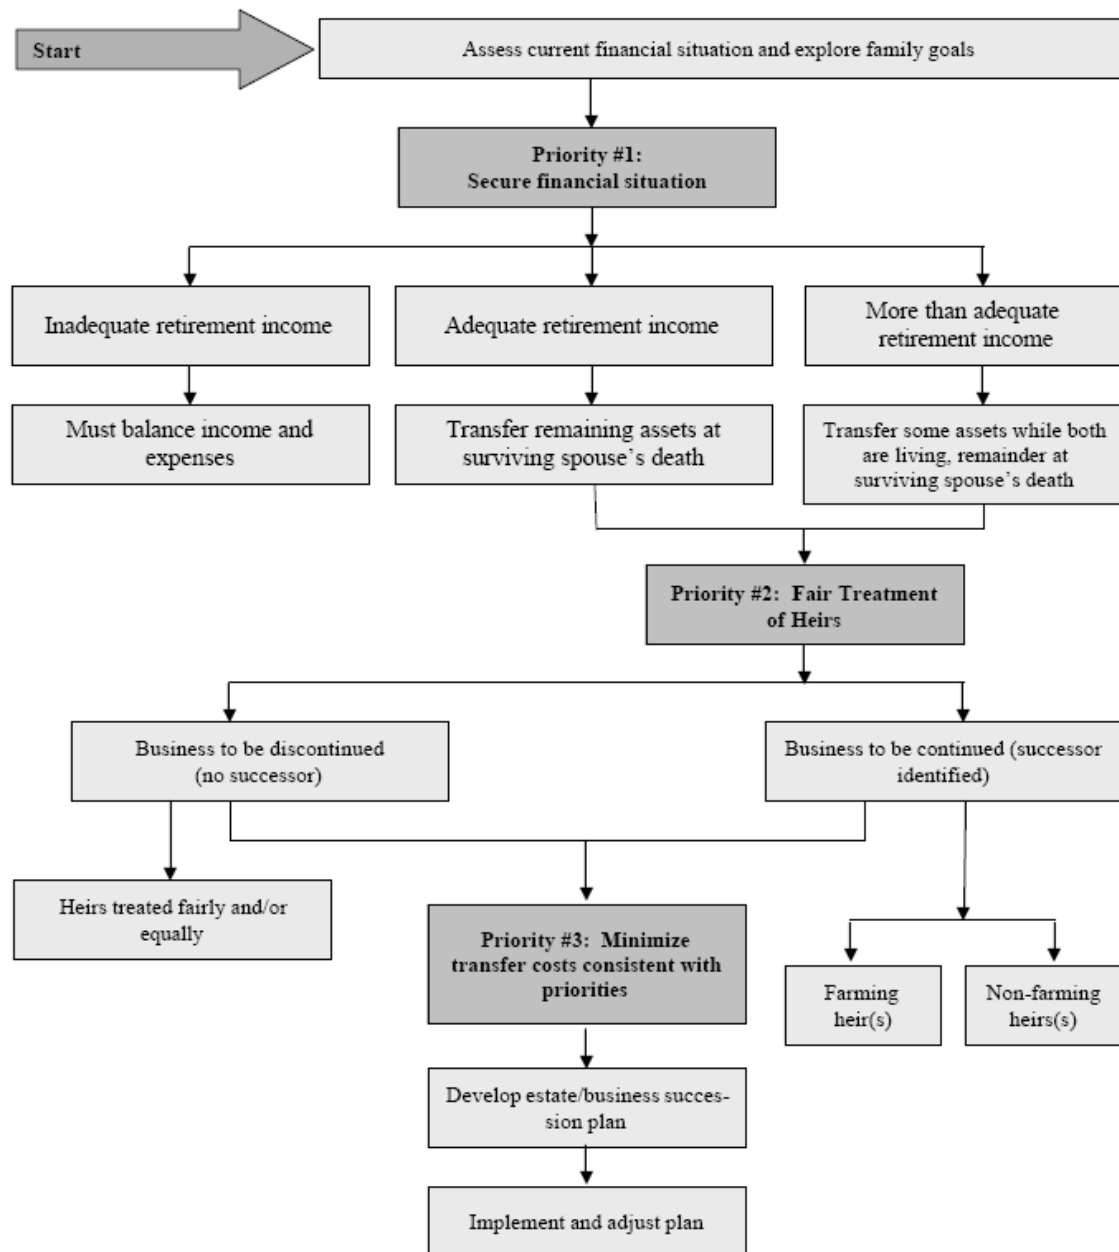 Start
Assess current financial situation and explore family goals
Priority #1:
Secure financial situation
Inadequate retirement income
Adequate retirement income
More than adequate
retirement income
Must balance income and
expenses
Transfer remaining assets at
surviving spouse's death
Transfer some assets while both
are living, remainder at
surviving spouse's death
Priority #2:  Fair Treatment
of Heirs
Business to be discontinued
(no successor)
Business to be continued (successor
identified)
Heirs treated fairly and/or
equally
Priority #3:  Minimize
transfer costs consistent with
priorities
Farming
heir(s)
Non-farming
heirs(s)
Develop estate/business succes-
sion plan
Implement and adjust plan